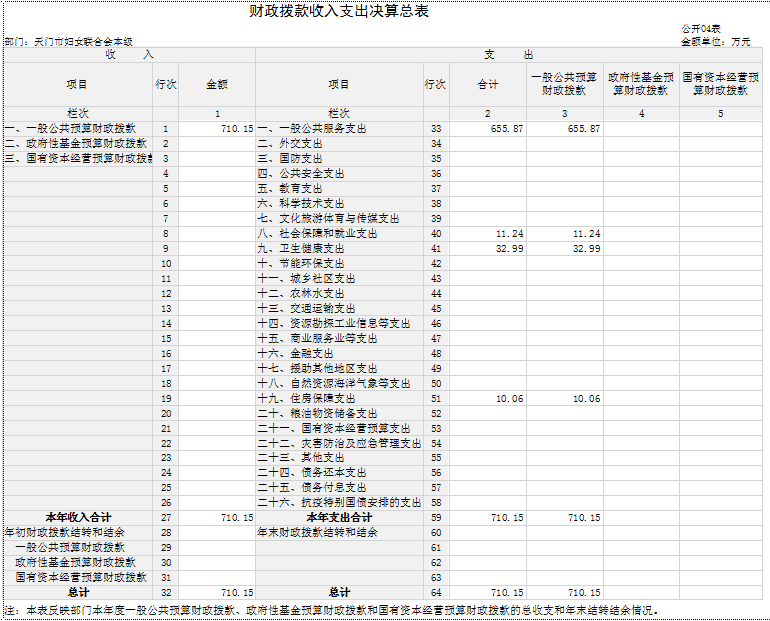 财政拨款收入支出决算总表
公开04表
部门：天门市妇女联合会本级 金额单位：万元
收 入 支 出
项目 行次 金额 项目 行次 合计 一般公共预算财政拨款 政府性基金预算财政拨款 国有资本经营预算财政拨款
栏次 1 栏次 2 3 4 5
一、一般公共预算财政拨款 1 710.15 一、一般公共服务支出 33 655.87 655.87
二、政府性基金预算财政拨款 2 二、外交支出 34
三、国有资本经营预算财政拨款 3 三、国防支出 35
4 四、公共安全支出 36
5 五、教育支出 37
6 六、科学技术支出 38
7 七、文化旅游体育与传媒支出 39
8 八、社会保障和就业支出 40 11.24 11.24
9 九、卫生健康支出 41 32.99 32.99
10 十、节能环保支出 42
11 十一、城乡社区支出 43
12 十二、农林水支出 44
13 十三、交通运输支出 45
14 十四、资源勘探工业信息等支出 46
15 十五、商业服务业等支出 47
16 十六、金融支出 48
17 十七、援助其他地区支出 49
18 十八、自然资源海洋气象等支出 50
19 十九、住房保障支出 51 10.06 10.06
20 二十、粮油物资储备支出 52
21 二十一、国有资本经营预算支出 53
22 二十二、灾害防治及应急管理支出 54
23 二十三、其他支出 55
24 二十四、债务还本支出 56
25 二十五、债务付息支出 57
26 二十六、抗疫特别国债安排的支出 58
本年收入合计 27 710.15 本年支出合计 59 710.15 710.15
年初财政拨款结转和结余 28 年末财政拨款结转和结余 60
一般公共预算财政拨款 29 61
政府性基金预算财政拨款 30 62
国有资本经营预算财政拨款 31 63
总计 32 710.15 总计 64 710.15 710.15
注：本表反映部门本年度一般公共预算财政拨款、政府性基金预算财政拨款和国有资本经营预算财政拨款的总收支和年末结转结余情况。